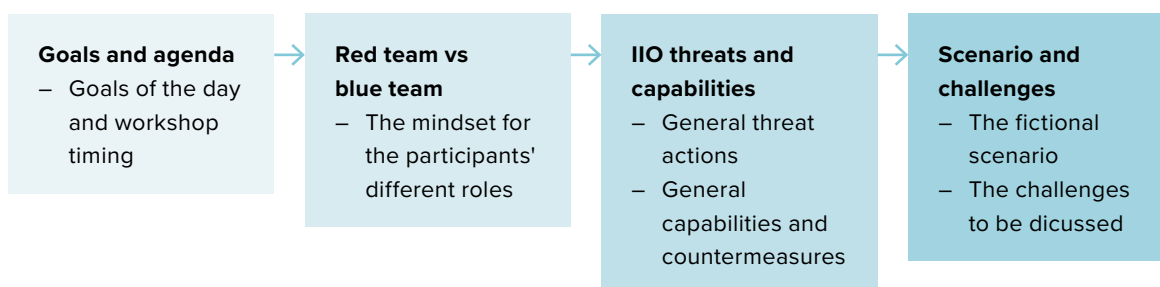 Goals and agenda
– Goals of the day
and workshop
timing
Red team vs
blue team
– The mindset for
the participants'
different roles
IIO threats and
capabilities
– General threat
actions
– General
capabilities and
countermeasures
Scenario and
challenges
– The fictional
scenario
– The challenges
to be dicussed